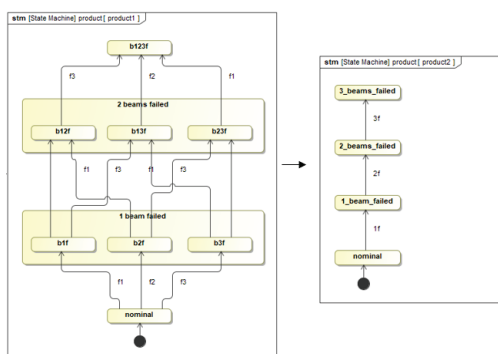 stm [State Machine] product[ product1 ]
b123f
f3
f2
f1
2 beams failed
b12f
b13f
b23f
f1
f3
f1
f3
1 beam failed
b1f
b2f
b3f
f1
f2
f3
nominal
stm [State Machine] product [ product2 ]
3_beams_failed
3f
2_beams_failed
2f
1_beam_failed
1f
nominal